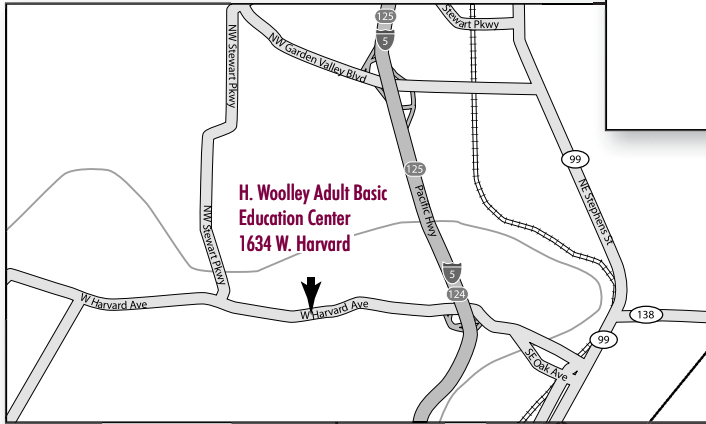 125
5
Stewart Pkwy
NW Stewart Pkwy
NW Garden Valley Blvd
99
125
NE Stephens St
H. Woolley Adult Basic
Education Center
1634 W. Harvard
Pacific Hwy
NW Stewart Pkwy
5
124
W Harvard Ave
W Harvard Ave
138
99
SE Oak Ave